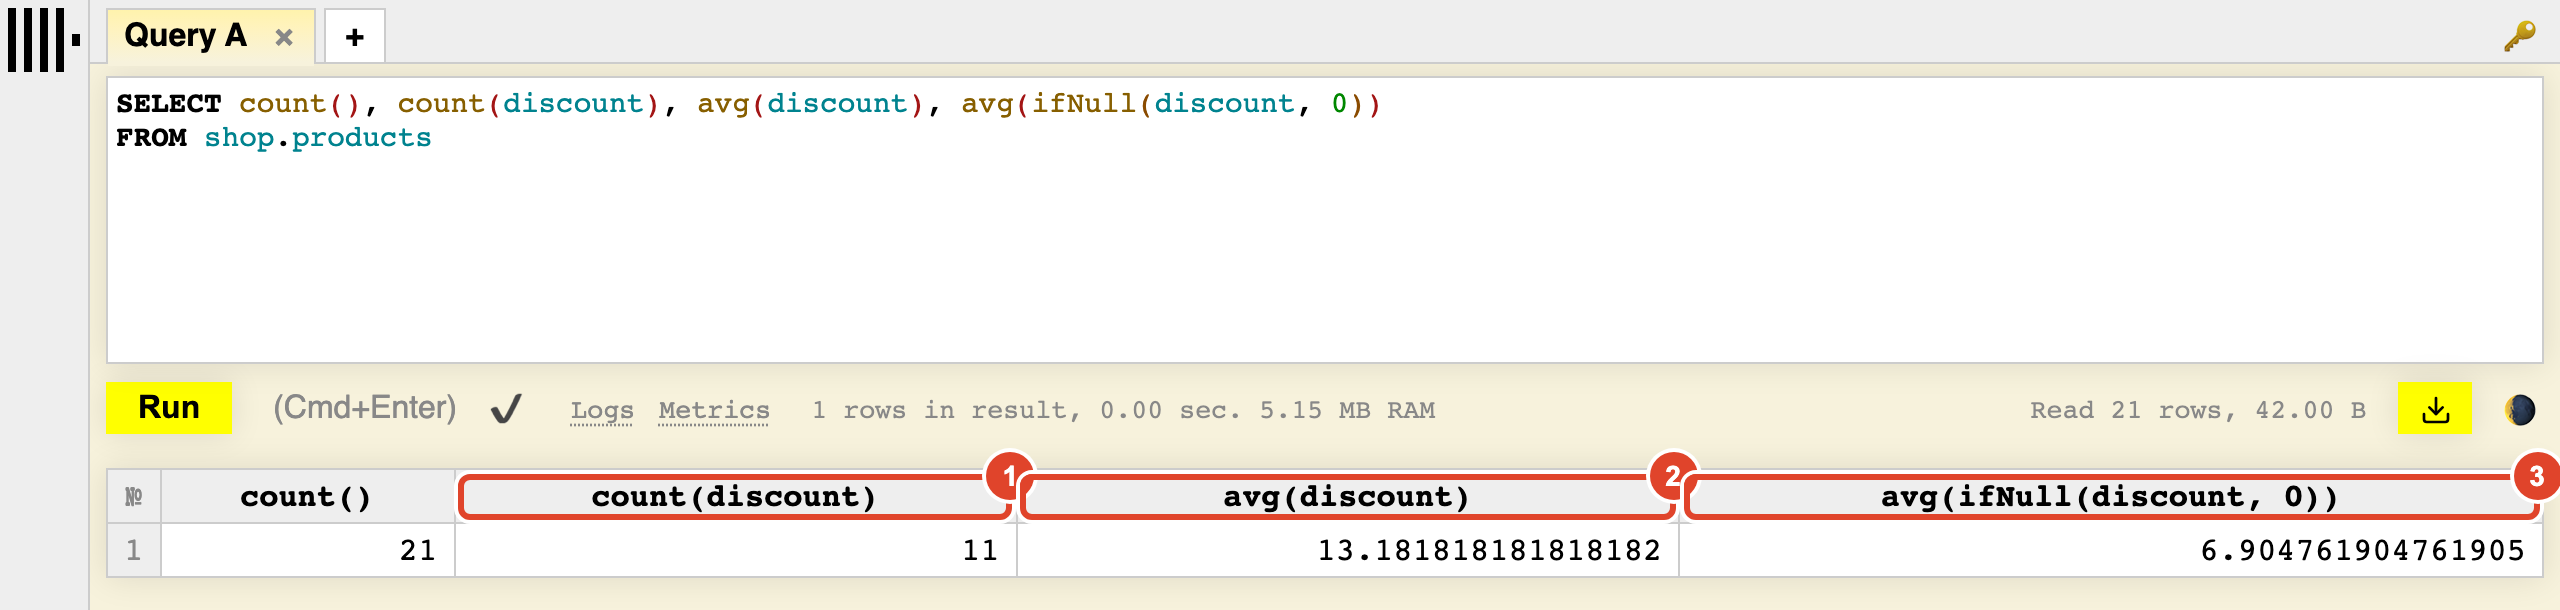 Query A × +
SELECT count(), count(discount), avg(discount), avg(ifNull(discount, 0))
FROM shop.products
Run (Cmd+Enter) ✔ Logs Metrics 1 rows in result, 0.00 sec. 5.15 MB RAM Read 21 rows, 42.00 B
1 2 3
№ count() count(discount) avg(discount) avg(ifNull(discount, 0))
1 21 11 13.181818181818182 6.904761904761905